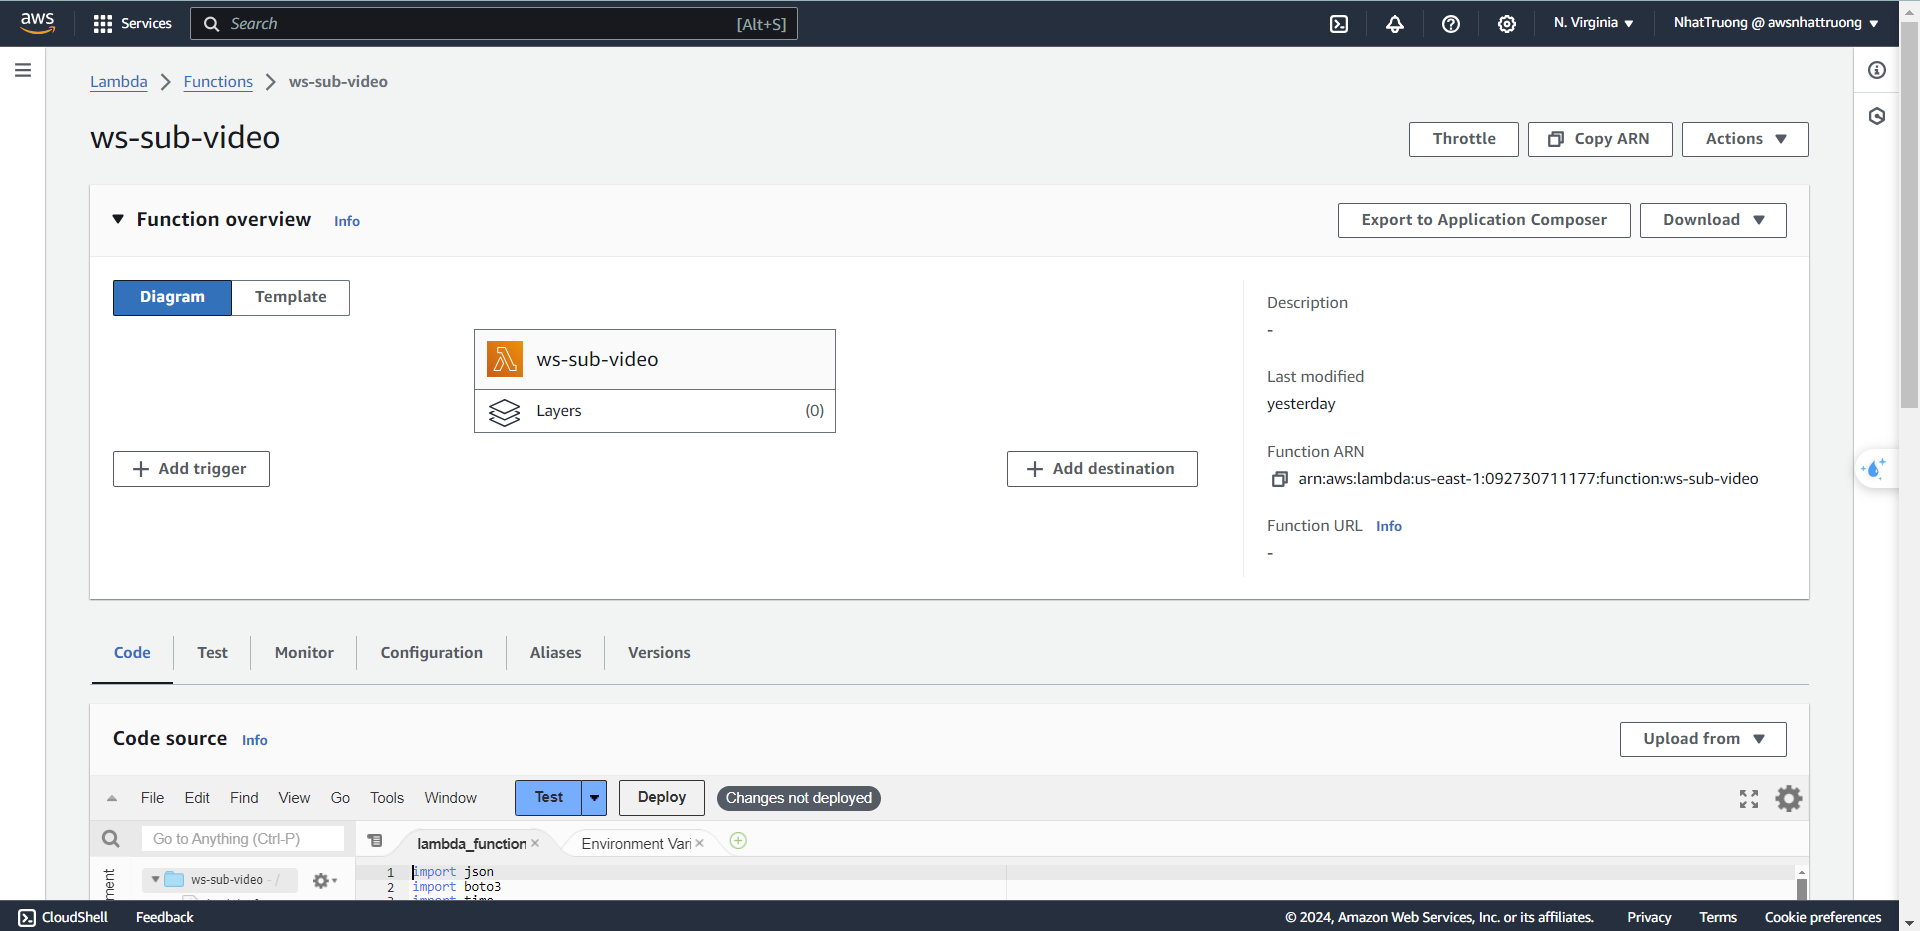 aws Services Search [Alt+S] N. Virginia NhatTruong @ awsnhattruong
Lambda Functions ws-sub-video
ws-sub-video
Throttle Copy ARN Actions
Function overview Info
Export to Application Composer Download
Diagram Template
ws-sub-video
Layers (0)
Add trigger
Add destination
Description
-
Last modified
yesterday
Function ARN
arn:aws:lambda:us-east-1:092730711177:function:ws-sub-video
Function URL Info
-
Code Test Monitor Configuration Aliases Versions
Code source Info
Upload from
File Edit Find View Go Tools Window Test Deploy Changes not deployed
Go to Anything (Ctrl-P)
lambda_function Environment Vari
ws-sub-video - /
1 import json
2 import boto3
3 import time
CloudShell Feedback © 2024, Amazon Web Services, Inc. or its affiliates. Privacy Terms Cookie preferences